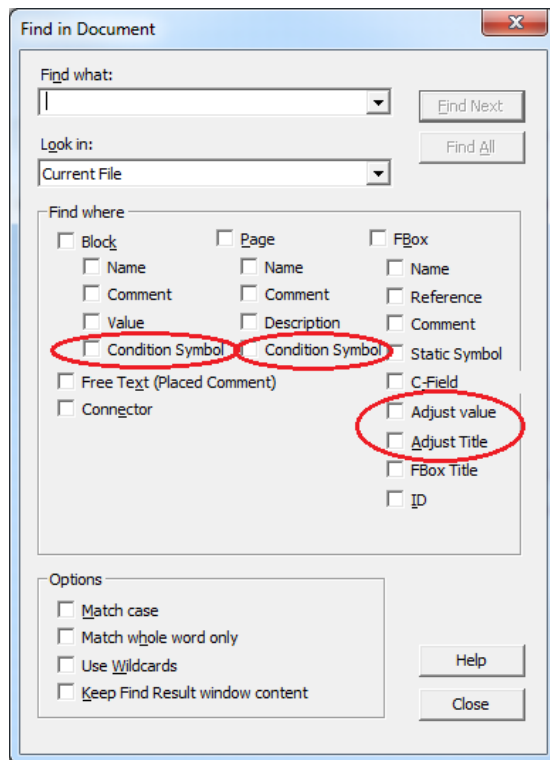 Find in Document
Find what:
Find Next
Look in:
Find All
Current File
Find where
Block
Page
FBox
Name
Name
Name
Comment
Comment
Reference
Value
Description
Comment
Condition Symbol
Condition Symbol
Static Symbol
Free Text (Placed Comment)
C-Field
Connector
Adjust value
Adjust Title
FBox Title
ID
Options
Match case
Match whole word only
Use Wildcards
Keep Find Result window content
Help
Close